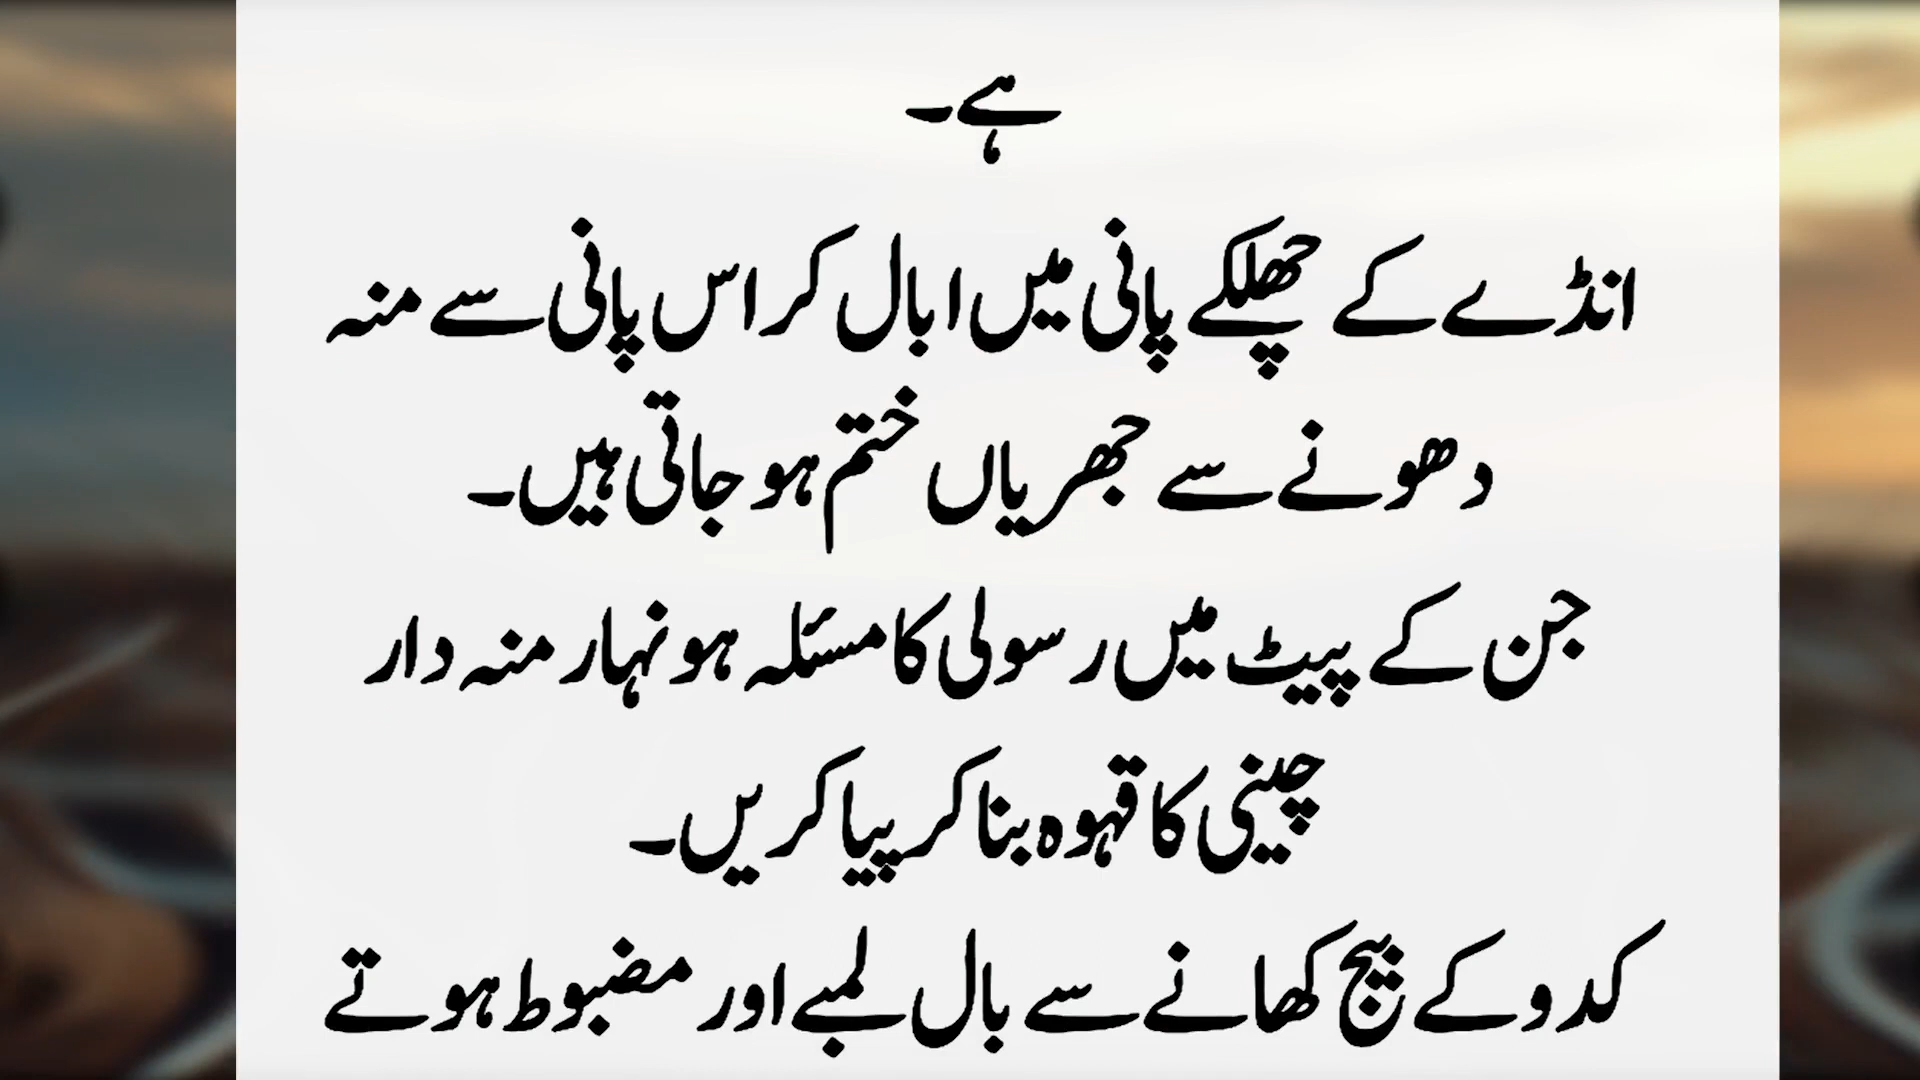 ہے۔
انڈے کے چھلکے پانی میں ابال کر اس پانی سے منہ
دھونے سے جھریاں ختم ہو جاتی ہیں۔
جن کے پیٹ میں رسولی کا مسئلہ ہو نہار منہ دار
چینی کا قہوہ بنا کر پیا کریں۔
کدو کے بیج کھانے سے بال لمبے اور مضبوط ہوتے